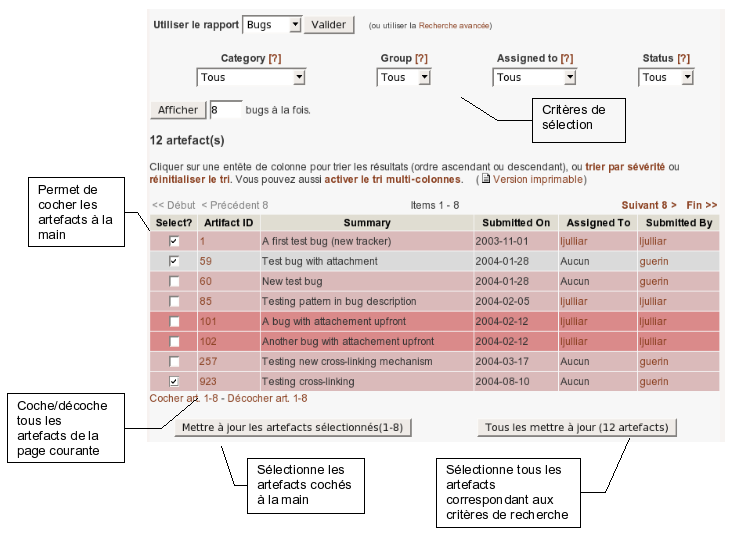 Utiliser le rapport Bugs Valider (ou utiliser la Recherche avancée)
Category [?] Group [?] Assigned to [?] Status [?]
Tous Tous Tous Tous
Afficher 8 bugs à la fois.
Critères de
sélection
12 artefact(s)
Cliquer sur une entête de colonne pour trier les résultats (ordre ascendant ou descendant), ou trier par sévérité ou
réinitialiser le tri. Vous pouvez aussi activer le tri multi-colonnes. ( Version imprimable)
Permet de
cocher les
artefacts à la
main
<< Début < Précédent 8 Items 1 - 8 Suivant 8 > Fin >>
Select? Artifact ID Summary Submitted On Assigned To Submitted By
1 A first test bug (new tracker) 2003-11-01 ljulliar ljulliar
59 Test bug with attachment 2004-01-28 Aucun guerin
60 New test bug 2004-01-28 Aucun guerin
85 Testing pattern in bug description 2004-02-05 ljulliar ljulliar
101 A bug with attachement upfront 2004-02-12 ljulliar ljulliar
102 Another bug with attachement upfront 2004-02-12 ljulliar ljulliar
257 Testing new cross-linking mechanism 2004-03-17 Aucun guerin
923 Testing cross-linking 2004-08-10 Aucun guerin
Cocher art. 1-8 - Décocher art. 1-8
Coche/décoche
tous les
artefacts de la
page courante
Mettre à jour les artefacts sélectionnés(1-8) Tous les mettre à jour (12 artefacts)
Sélectionne les
artefacts cochés
à la main
Sélectionne tous les
artefacts
correspondant aux
critères de recherche